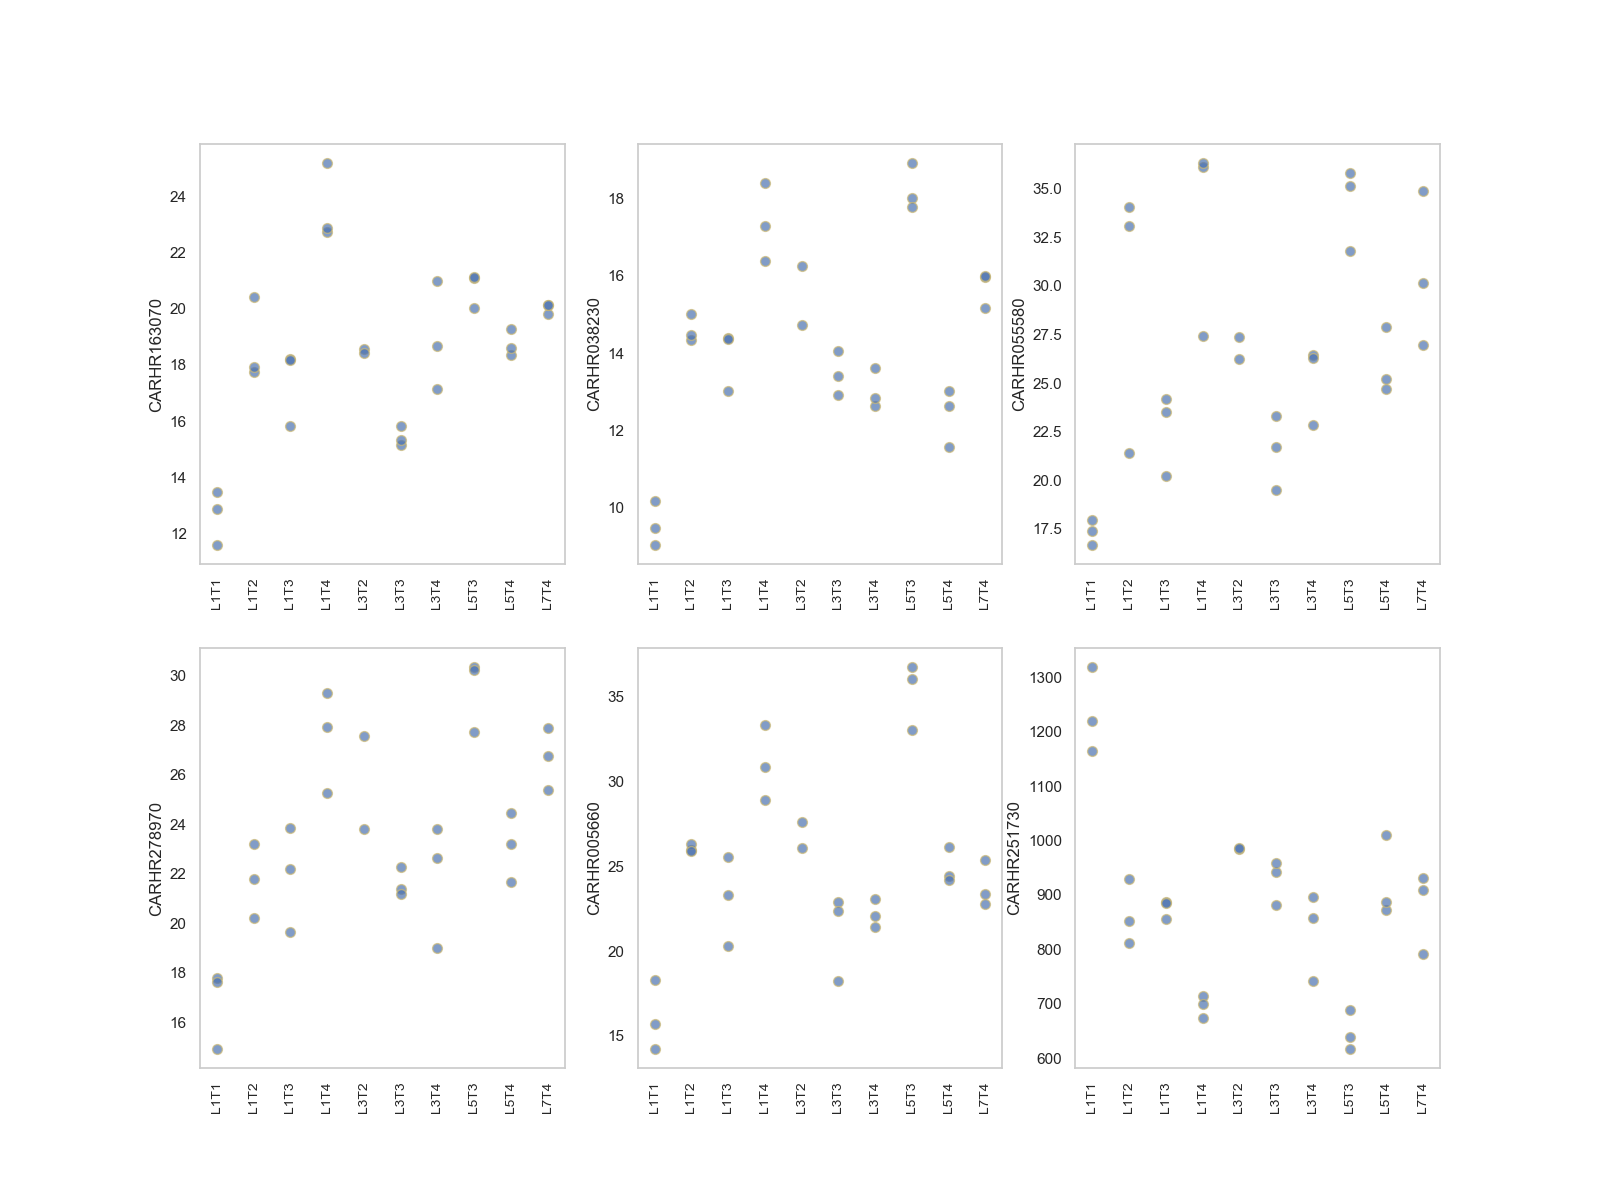 CARHR163070
24
22
20
18
16
14
12
L1T1
L1T2
L1T3
L1T4
L3T2
L3T3
L3T4
L5T3
L5T4
L7T4
CARHR038230
18
16
14
12
10
L1T1
L1T2
L1T3
L1T4
L3T2
L3T3
L3T4
L5T3
L5T4
L7T4
CARHR055580
35.0
32.5
30.0
27.5
25.0
22.5
20.0
17.5
L1T1
L1T2
L1T3
L1T4
L3T2
L3T3
L3T4
L5T3
L5T4
L7T4
CARHR278970
30
28
26
24
22
20
18
16
L1T1
L1T2
L1T3
L1T4
L3T2
L3T3
L3T4
L5T3
L5T4
L7T4
CARHR005660
35
30
25
20
15
L1T1
L1T2
L1T3
L1T4
L3T2
L3T3
L3T4
L5T3
L5T4
L7T4
CARHR251730
1300
1200
1100
1000
900
800
700
600
L1T1
L1T2
L1T3
L1T4
L3T2
L3T3
L3T4
L5T3
L5T4
L7T4